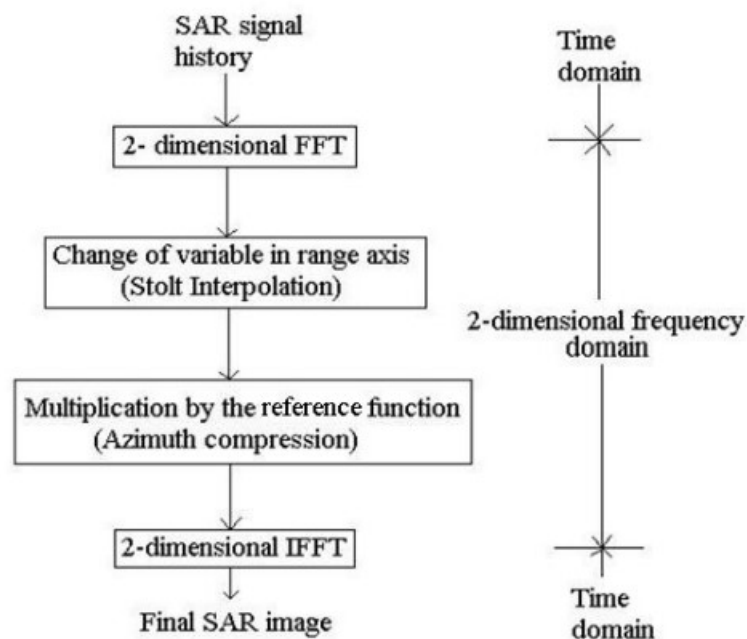 SAR signal
history
2- dimensional FFT
Change of variable in range axis
(Stolt Interpolation)
Multiplication by the reference function
(Azimuth compression)
2-dimensional IFFT
Final SAR image
Time
domain
2-dimensional frequency
domain
Time
domain